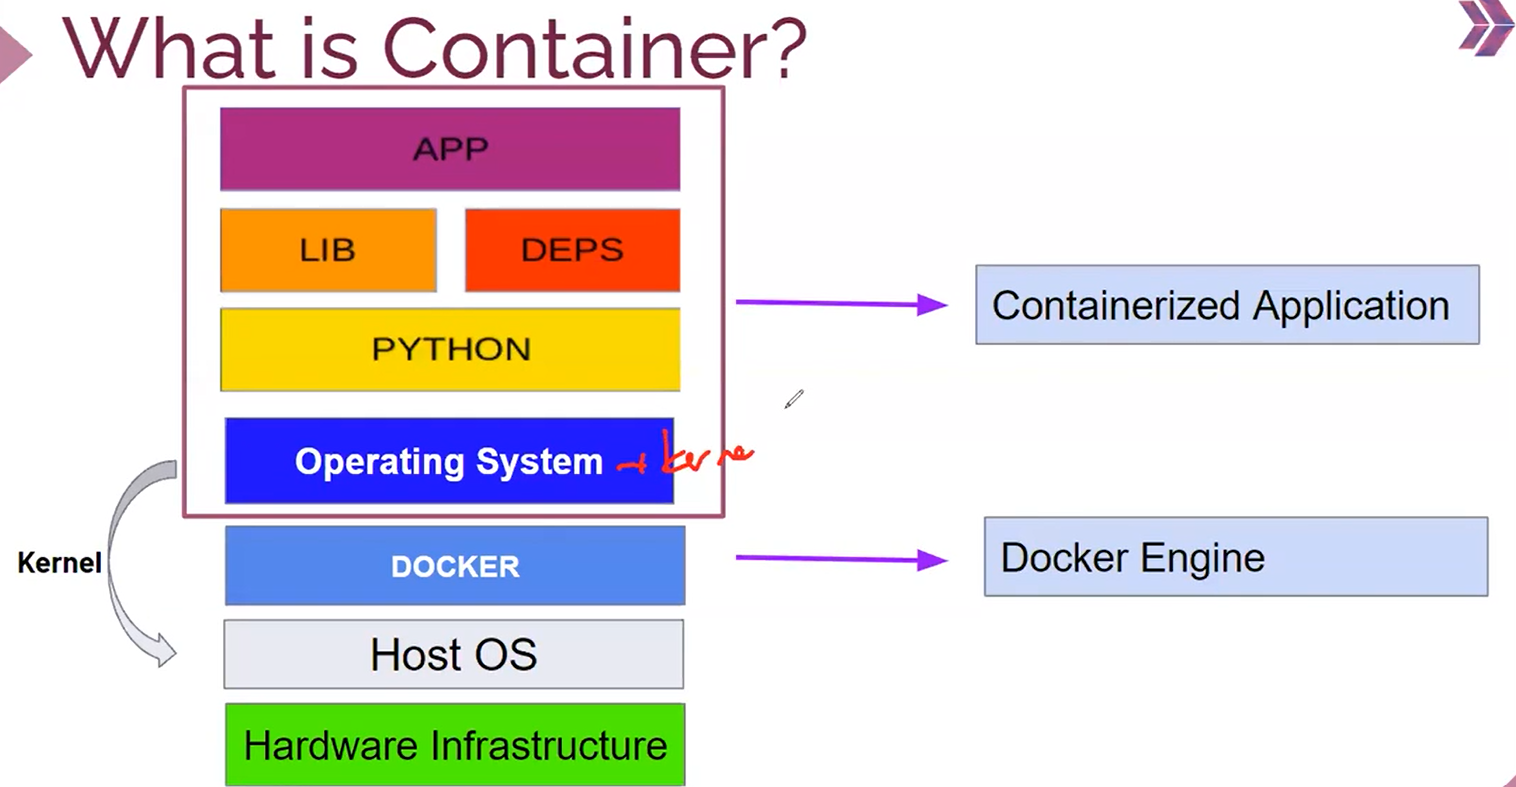 What is Container?
APP
LIB DEPS
PYTHON
Containerized Application
Operating System → kerne
Kernel
DOCKER
Docker Engine
Host OS
Hardware Infrastructure